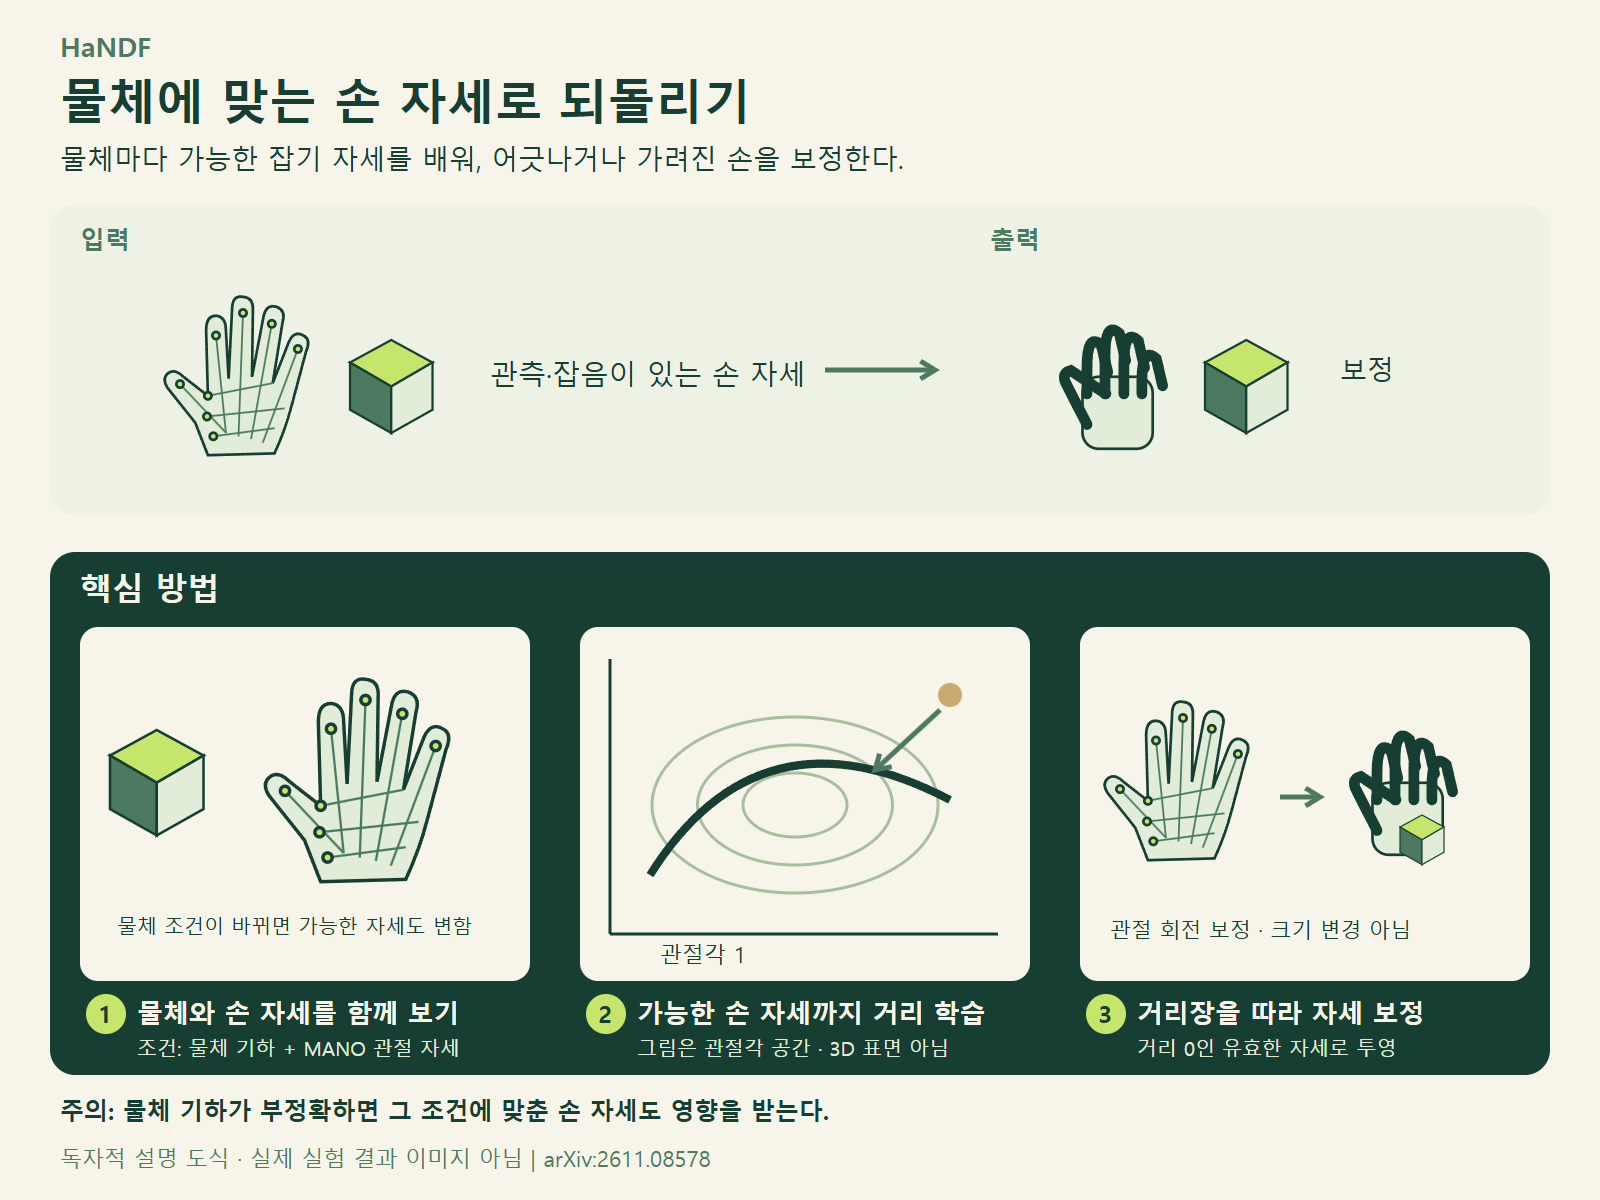 HaNDF
물체에 맞는 손 자세로 되돌리기
물체마다 가능한 잡기 자세를 배워, 어긋나거나 가려진 손을 보정한다.
입력
출력
관측·잡음이 있는 손 자세
보정
핵심 방법
물체 조건이 바뀌면 가능한 자세도 변함
관절각 1
관절 회전 보정 · 크기 변경 아님
1 물체와 손 자세를 함께 보기
조건: 물체 기하 + MANO 관절 자세
2 가능한 손 자세까지 거리 학습
그림은 관절각 공간 · 3D 표면 아님
3 거리장을 따라 자세 보정
거리 0인 유효한 자세로 투영
주의: 물체 기하가 부정확하면 그 조건에 맞춘 손 자세도 영향을 받는다.
독자적 설명 도식 · 실제 실험 결과 이미지 아님 | arXiv:2611.08578